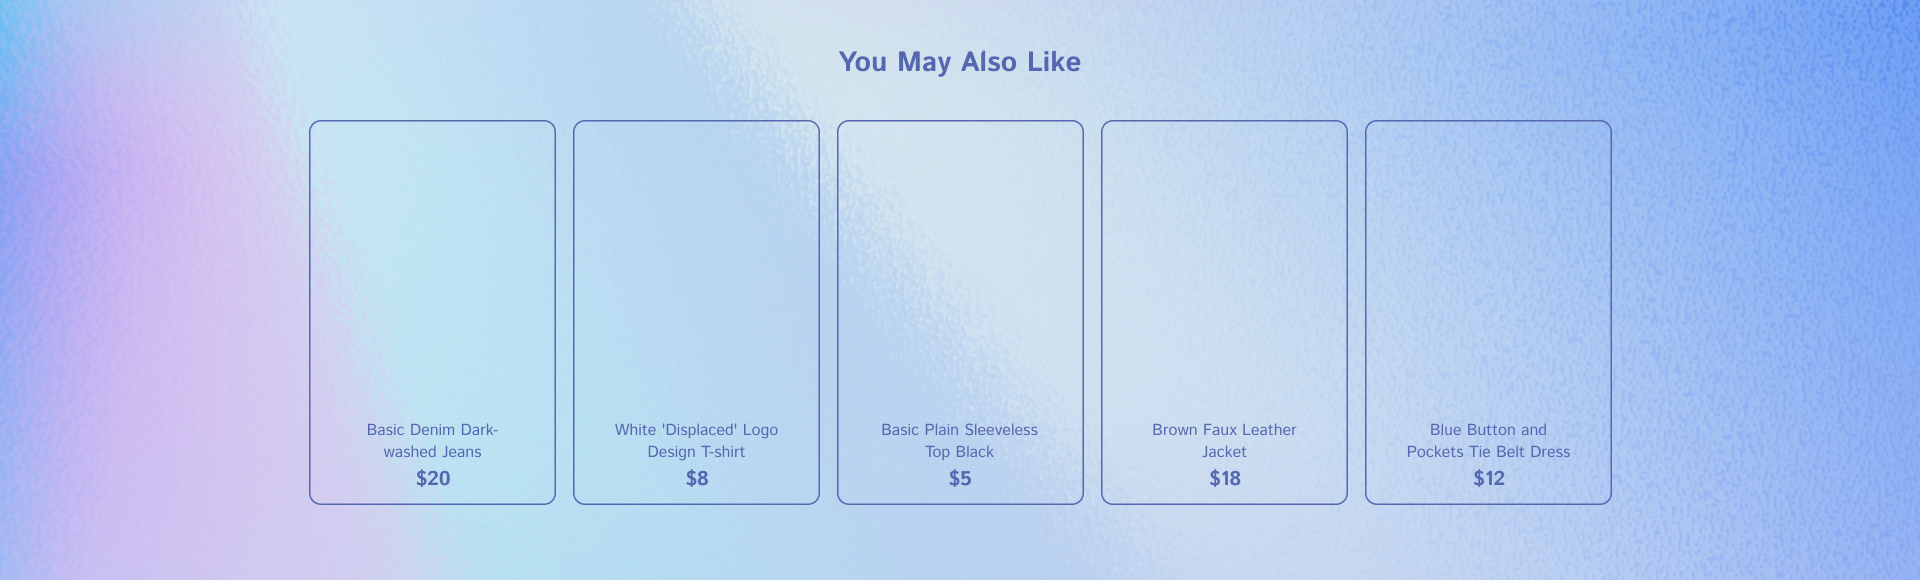 You May Also Like
Basic Denim Dark-
washed Jeans
$20
White 'Displaced' Logo
Design T-shirt
$8
Basic Plain Sleeveless
Top Black
$5
Brown Faux Leather
Jacket
$18
Blue Button and
Pockets Tie Belt Dress
$12